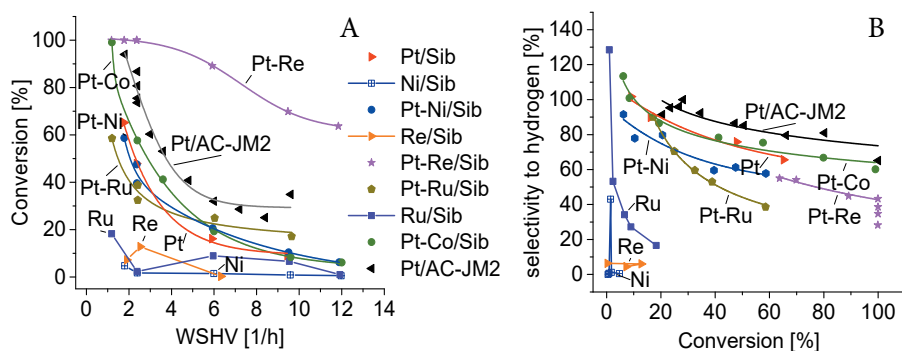 A
Conversion [%]
100
80
60
40
20
0
0
2
4
6
8
10
12
WSHV [1/h]
Pt-Co
Pt-Re
Pt-Ni
Pt/AC-JM2
Pt-Ru
Ru
Re
Pt
Ni
Pt/Sib
Ni/Sib
Pt-Ni/Sib
Re/Sib
Pt-Re/Sib
Pt-Ru/Sib
Ru/Sib
Pt-Co/Sib
Pt/AC-JM2
B
selectivity to hydrogen [%]
140
120
100
80
60
40
20
0
0
20
40
60
80
100
Conversion [%]
Pt/AC-JM2
Pt
Pt-Ni
Pt-Co
Pt-Re
Pt-Ru
Ru
Re
Ni